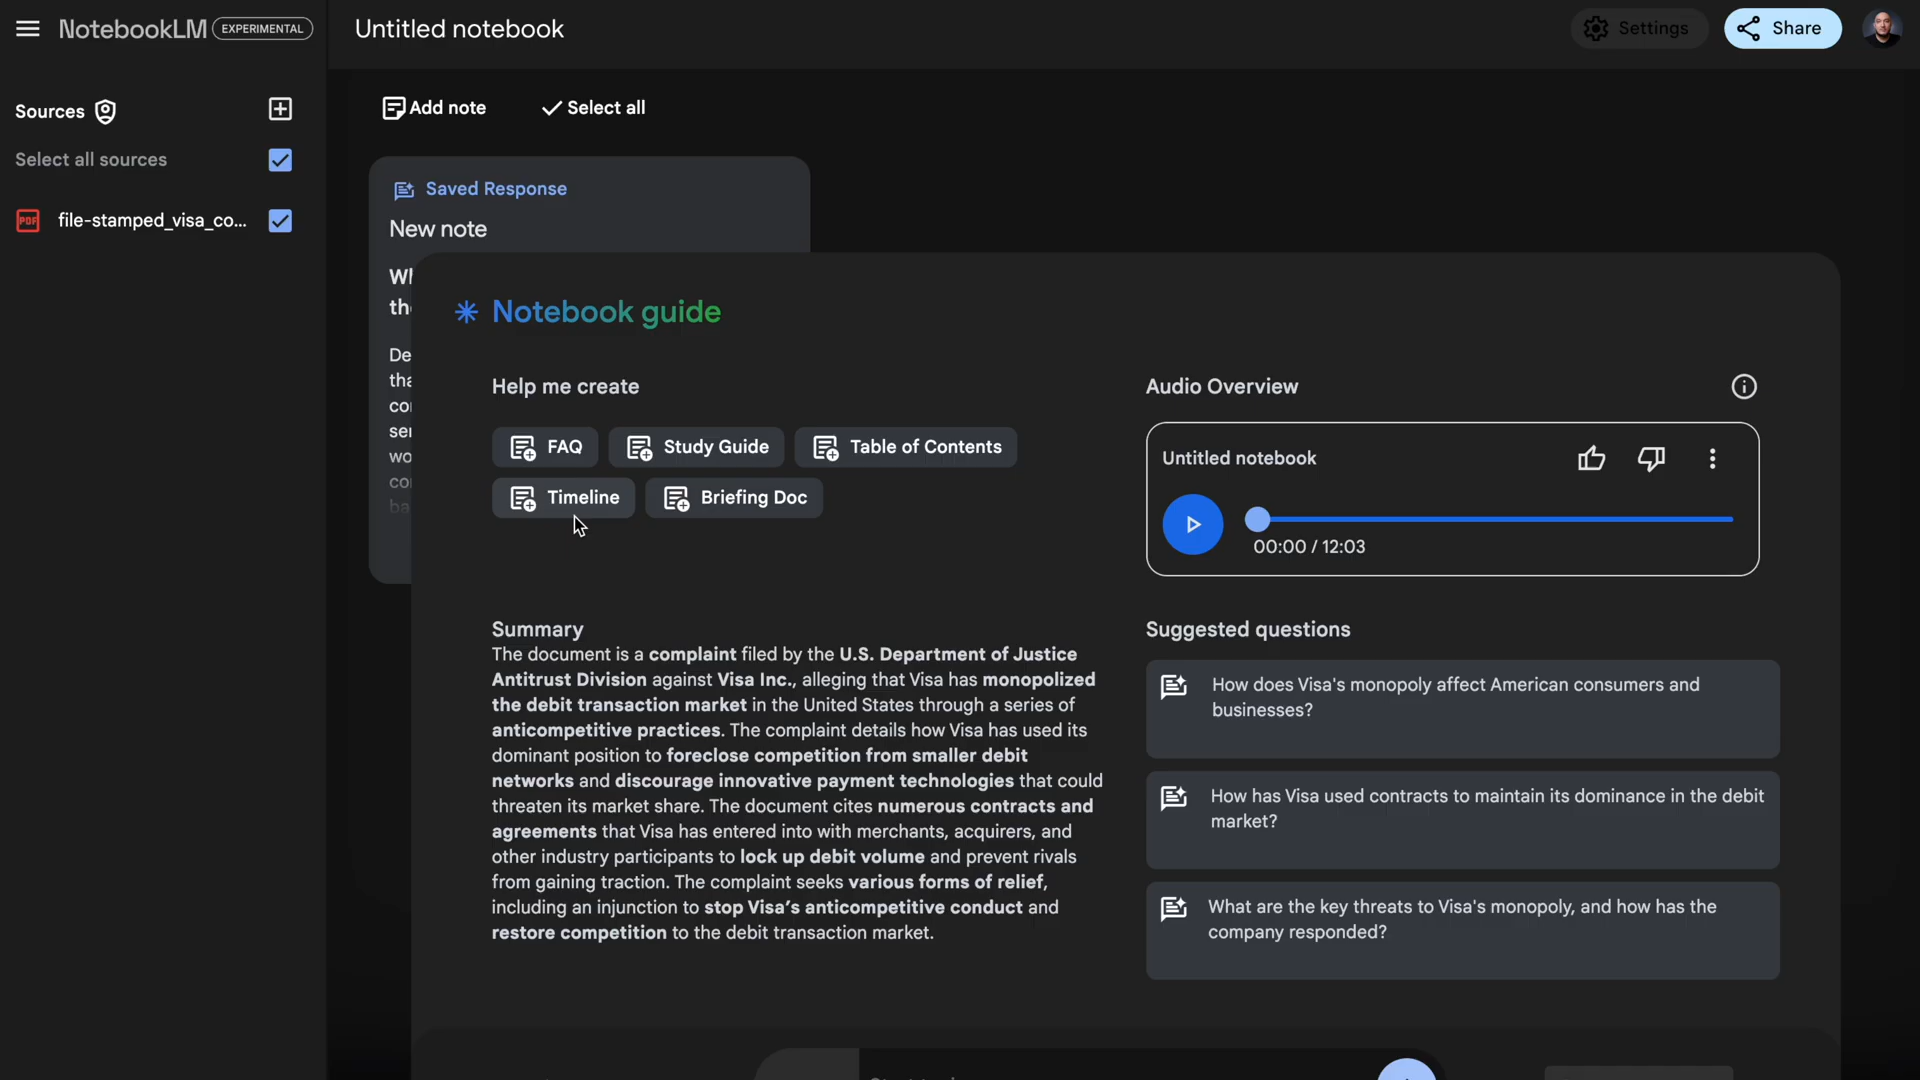 NotebookLM EXPERIMENTAL
Untitled notebook
Settings
Share
Sources
Select all sources
PDF file-stamped_visa_co...
Add note
Select all
Saved Response
New note
Notebook guide
Help me create
FAQ
Study Guide
Table of Contents
Timeline
Briefing Doc
Summary
The document is a complaint filed by the U.S. Department of Justice
Antitrust Division against Visa Inc., alleging that Visa has monopolized
the debit transaction market in the United States through a series of
anticompetitive practices. The complaint details how Visa has used its
dominant position to foreclose competition from smaller debit
networks and discourage innovative payment technologies that could
threaten its market share. The document cites numerous contracts and
agreements that Visa has entered into with merchants, acquirers, and
other industry participants to lock up debit volume and prevent rivals
from gaining traction. The complaint seeks various forms of relief,
including an injunction to stop Visa’s anticompetitive conduct and
restore competition to the debit transaction market.
Audio Overview
Untitled notebook
00:00 / 12:03
Suggested questions
How does Visa's monopoly affect American consumers and
businesses?
How has Visa used contracts to maintain its dominance in the debit
market?
What are the key threats to Visa's monopoly, and how has the
company responded?